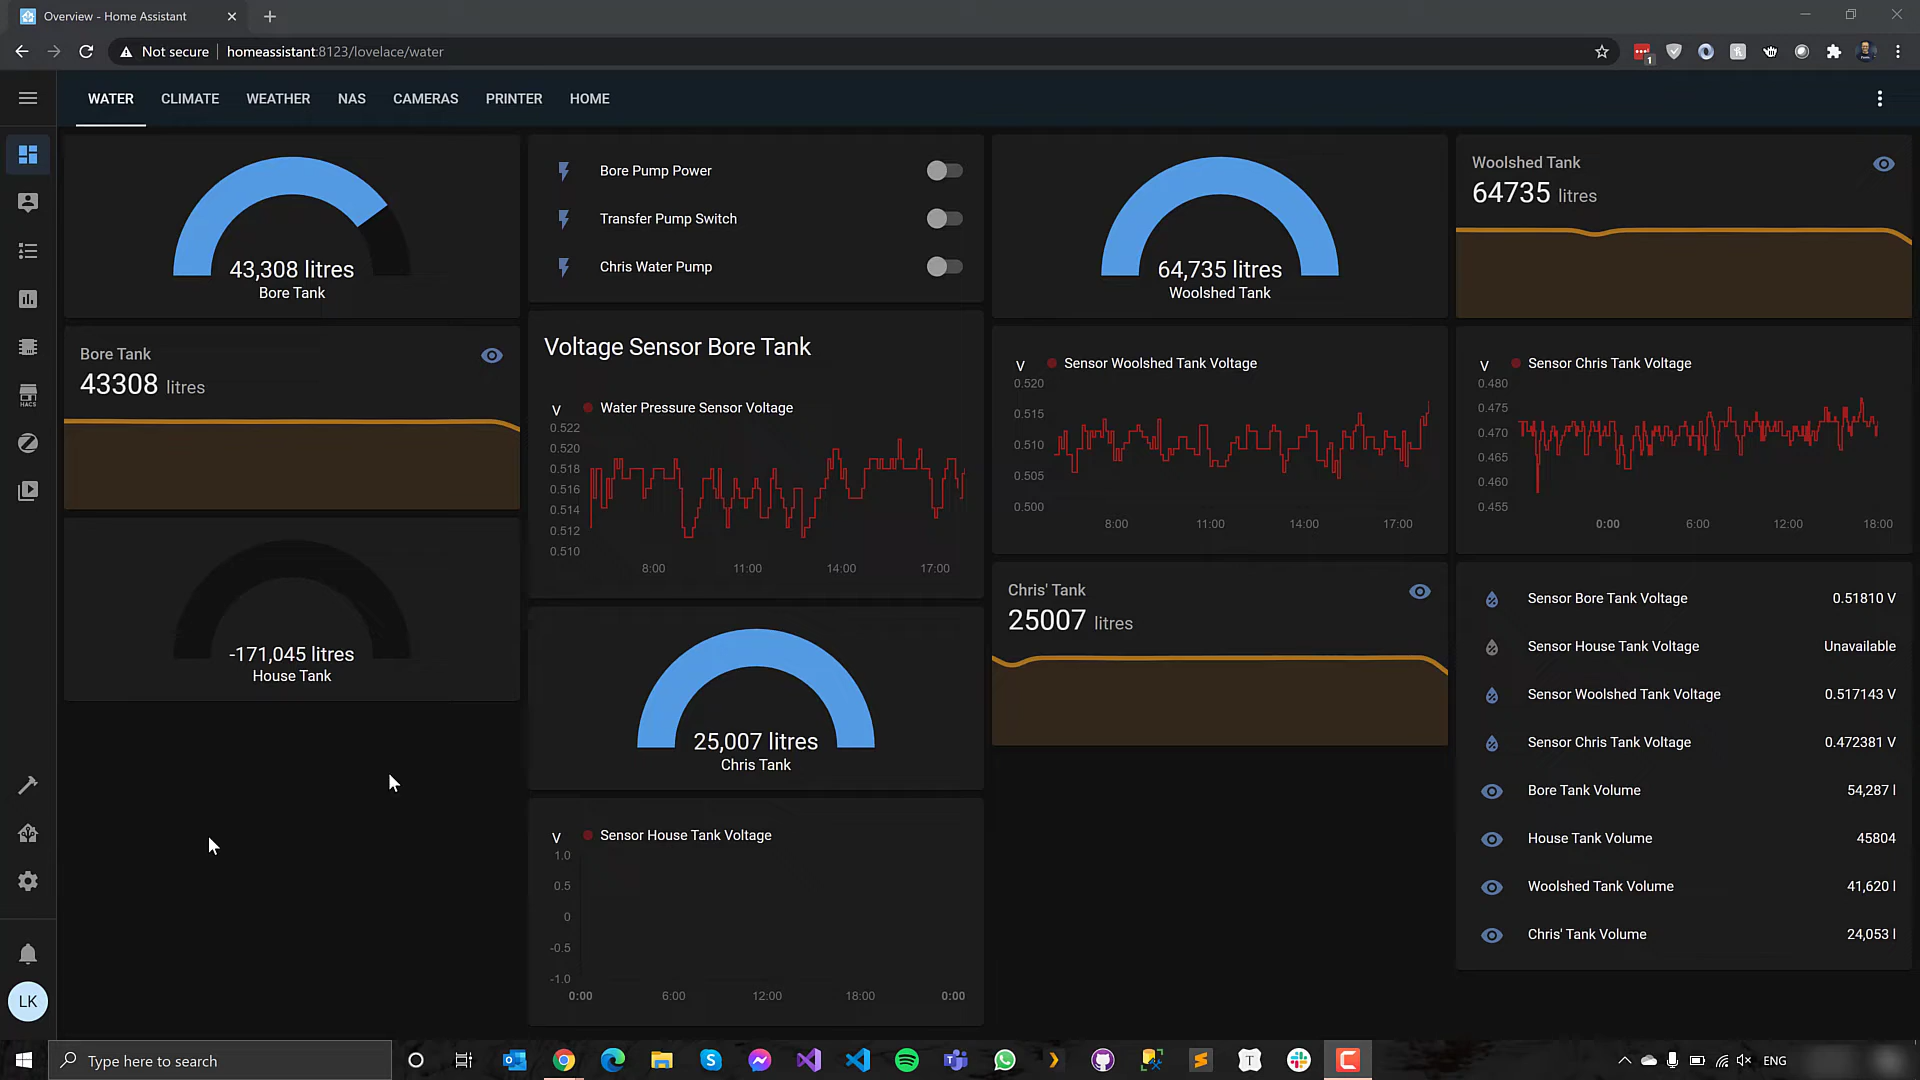 Overview - Home Assistant
Not secure
homeassistant:8123/lovelace/water
1
WATER
CLIMATE
WEATHER
NAS
CAMERAS
PRINTER
HOME
43,308 litres
Bore Tank
Bore Tank
43308 litres
-171,045 litres
House Tank
Bore Pump Power
Transfer Pump Switch
Chris Water Pump
Voltage Sensor Bore Tank
V
Water Pressure Sensor Voltage
0.522
0.520
0.518
0.516
0.514
0.512
0.510
8:00
11:00
14:00
17:00
25,007 litres
Chris Tank
V
Sensor House Tank Voltage
1.0
0.5
0
-0.5
-1.0
0:00
6:00
12:00
18:00
0:00
64,735 litres
Woolshed Tank
V
Sensor Woolshed Tank Voltage
0.520
0.515
0.510
0.505
0.500
8:00
11:00
14:00
17:00
Chris' Tank
25007 litres
Woolshed Tank
64735 litres
V
Sensor Chris Tank Voltage
0.480
0.475
0.470
0.465
0.460
0.455
0:00
6:00
12:00
18:00
Sensor Bore Tank Voltage 0.51810 V
Sensor House Tank Voltage Unavailable
Sensor Woolshed Tank Voltage 0.517143 V
Sensor Chris Tank Voltage 0.472381 V
Bore Tank Volume 54,287 l
House Tank Volume 45804
Woolshed Tank Volume 41,620 l
Chris' Tank Volume 24,053 l
HACS
LK
Type here to search
ENG